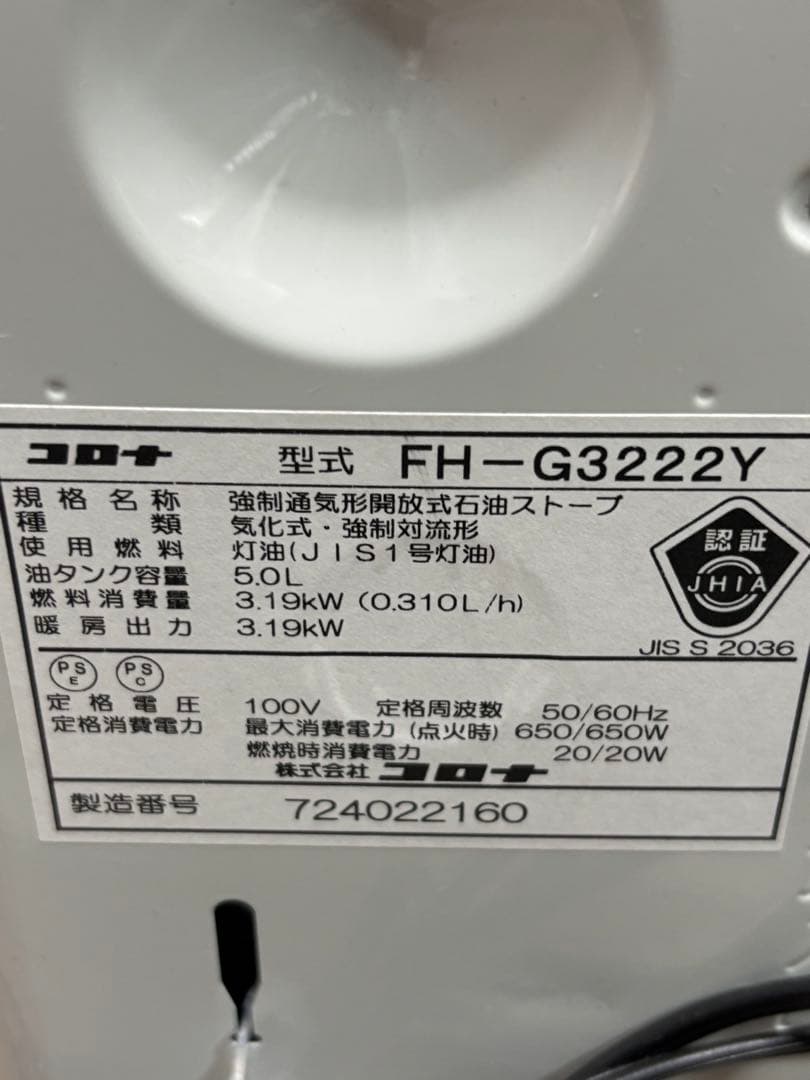 コロナ 型式 FH-G3222Y
規格名称 強制通気形開放式石油ストーブ
種類 気化式・強制対流形
使用燃料 灯油(JIS1号灯油)
油タンク容量 5.0L
燃料消費量 3.19kW (0.310L/h)
暖房出力 3.19kW
認証
JHIA
JIS S 2036
PS E PS C
定格電圧 100V 定格周波数 50/60Hz
定格消費電力 最大消費電力(点火時) 650/650W
燃焼時消費電力 20/20W
株式会社 コロナ
製造番号 724022160